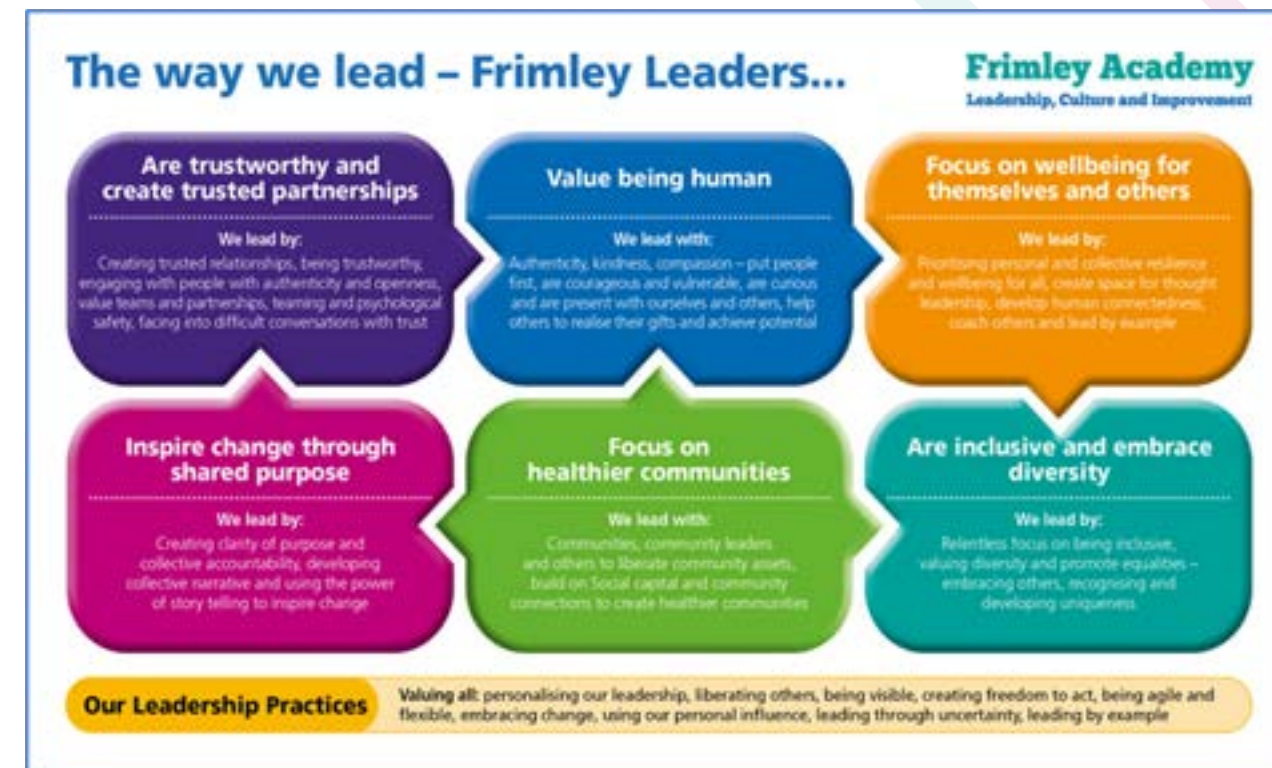 The way we lead – Frimley Leaders...
Frimley Academy
Leadership, Culture and Improvement
Are trustworthy and
create trusted partnerships
We lead by:
Creating trusted relationships, being trustworthy,
engaging with people with authenticity and openness,
value teams and partnerships, teaming and psychological
safety, facing into difficult conversations with trust
Value being human
We lead with:
Authenticity, kindness, compassion – put people
first, are courageous and vulnerable, are curious
and are present with ourselves and others, help
others to realise their gifts and achieve potential
Focus on wellbeing for
themselves and others
We lead by:
Prioritising personal and collective resilience
and wellbeing for all, create space for thought
leadership, develop human connectedness,
coach others and lead by example
Inspire change through
shared purpose
We lead by:
Creating clarity of purpose and
collective accountability, developing
collective narrative and using the power
of story telling to inspire change
Focus on
healthier communities
We lead with:
Communities, community leaders
and others to liberate community assets,
build on Social capital and community
connections to create healthier communities
Are inclusive and embrace
diversity
We lead by:
Relentless focus on being inclusive,
valuing diversity and promote equalities –
embracing others, recognising and
developing uniqueness
Our Leadership Practices
Valuing all: personalising our leadership, liberating others, being visible, creating freedom to act, being agile and
flexible, embracing change, using our personal influence, leading through uncertainty, leading by example